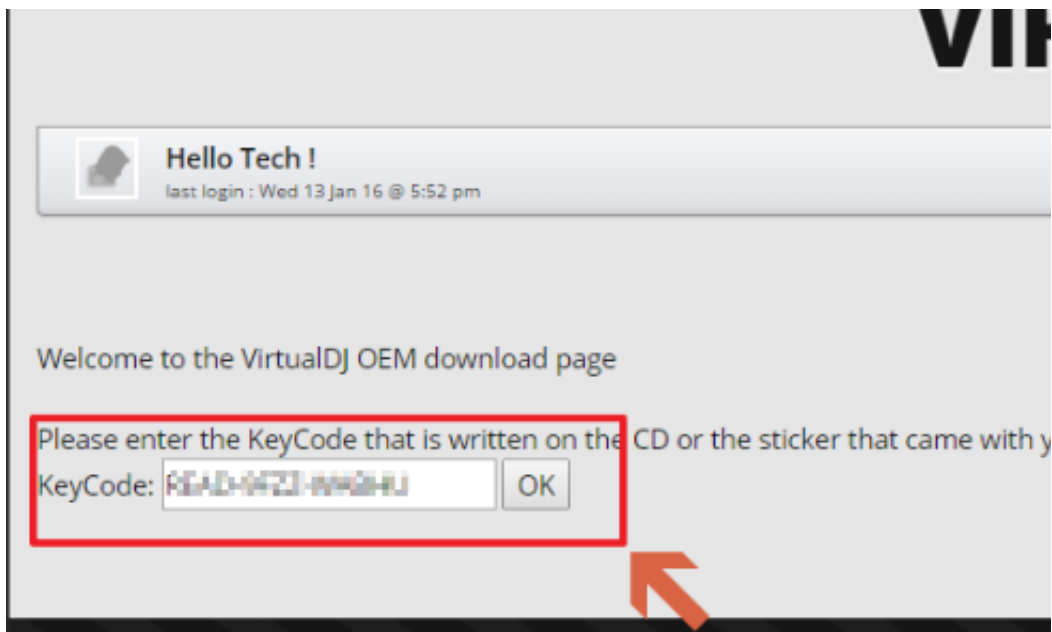 Hello Tech !
last login : Wed 13 Jan 16 @ 5:52 pm
Welcome to the VirtualDJ OEM download page
Please enter the KeyCode that is written on the CD or the sticker that came with y
KeyCode: OK